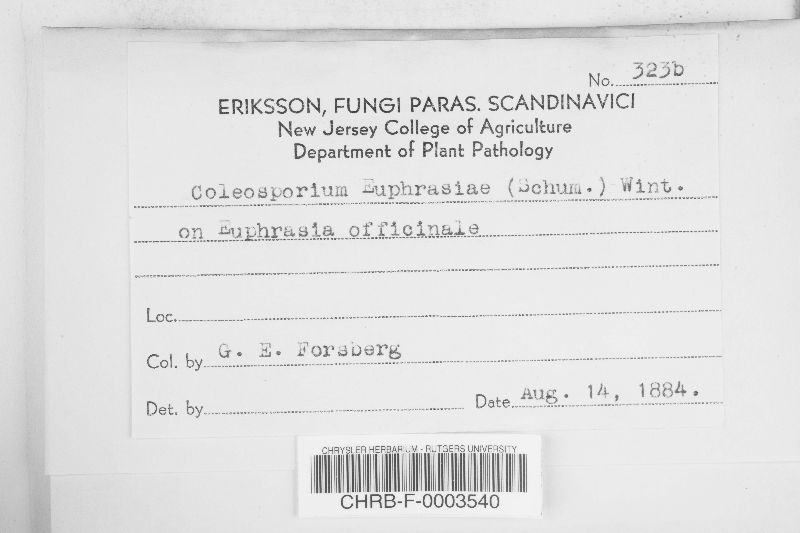 No. 323b
ERIKSSON, FUNGI PARAS. SCANDINAVICI
New Jersey College of Agriculture
Department of Plant Pathology
Coleosporium Euphrasiae (Schum.) Wint.
on Euphrasia officinale
Loc.
Col. by G. E. Forsberg
Det. by
Date Aug. 14, 1884.
CHRYSLER HERBARIUM - RUTGERS UNIVERSITY
CHRB-F-0003540